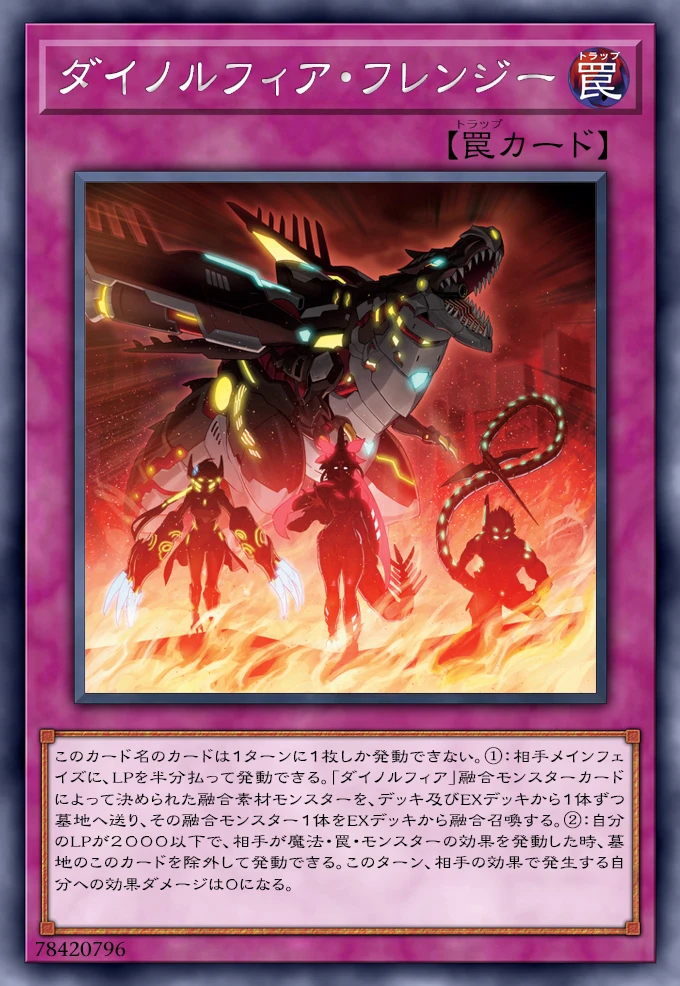 ダイノルフィア・フレンジー
トラップ
罠
トラップ
【罠カード】
このカード名のカードは１ターンに１枚しか発動できない。①：相手メインフェ
イズに、LPを半分払って発動できる。「ダイノルフィア」融合モンスターカード
によって決められた融合素材モンスターを、デッキ及びEXデッキから１体ずつ
墓地へ送り、その融合モンスター１体をEXデッキから融合召喚する。②：自分
のLPが２０００以下で、相手が魔法・罠・モンスターの効果を発動した時、墓
地のこのカードを除外して発動できる。このターン、相手の効果で発生する自
分への効果ダメージは０になる。
78420796